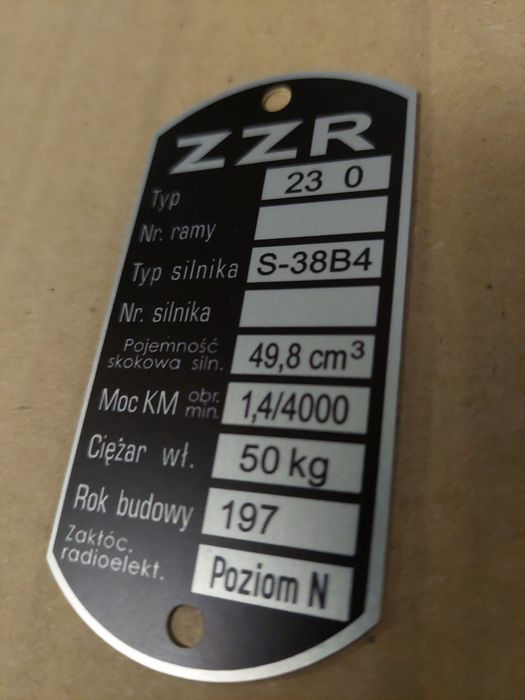 ZZR
Typ 23 0
Nr. ramy
Typ silnika S-38B4
Nr. silnika
Pojemność
skokowa siln. 49,8 cm³
Moc KM obr. min. 1,4/4000
Ciężar wł. 50 kg
Rok budowy 197
Zakłóc.
radioelekt. Poziom N